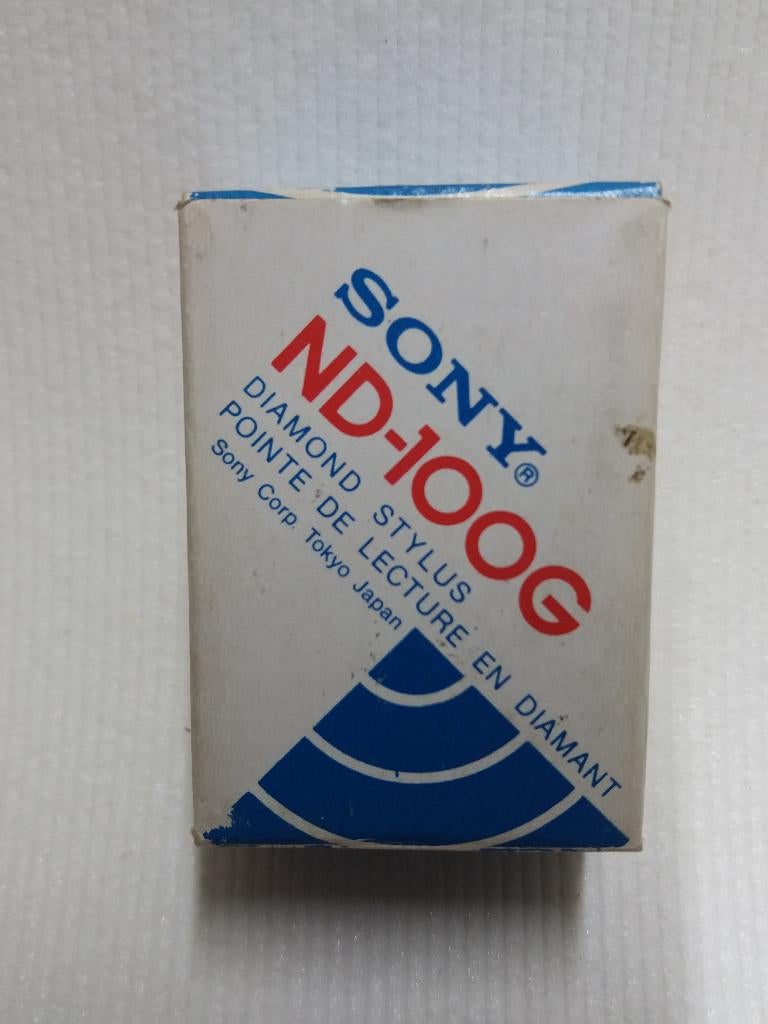 SONY®
ND-100G
DIAMOND STYLUS
POINTE DE LECTURE EN DIAMANT
Sony Corp. Tokyo Japan